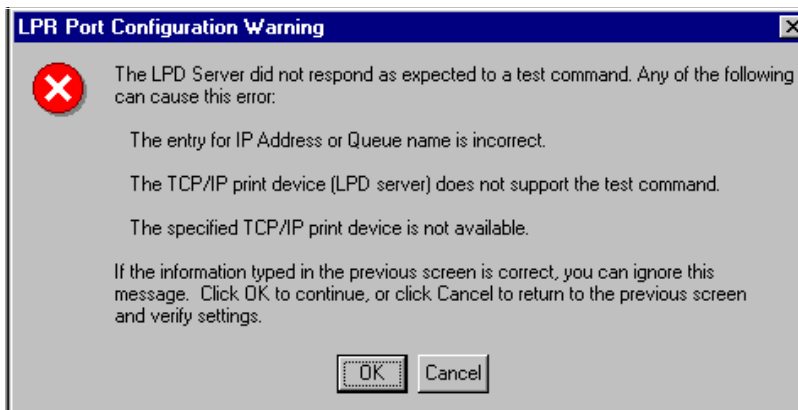 LPR Port Configuration Warning
The LPD Server did not respond as expected to a test command. Any of the following
can cause this error:
The entry for IP Address or Queue name is incorrect.
The TCP/IP print device (LPD server) does not support the test command.
The specified TCP/IP print device is not available.
If the information typed in the previous screen is correct, you can ignore this
message. Click OK to continue, or click Cancel to return to the previous screen
and verify settings.
OK
Cancel